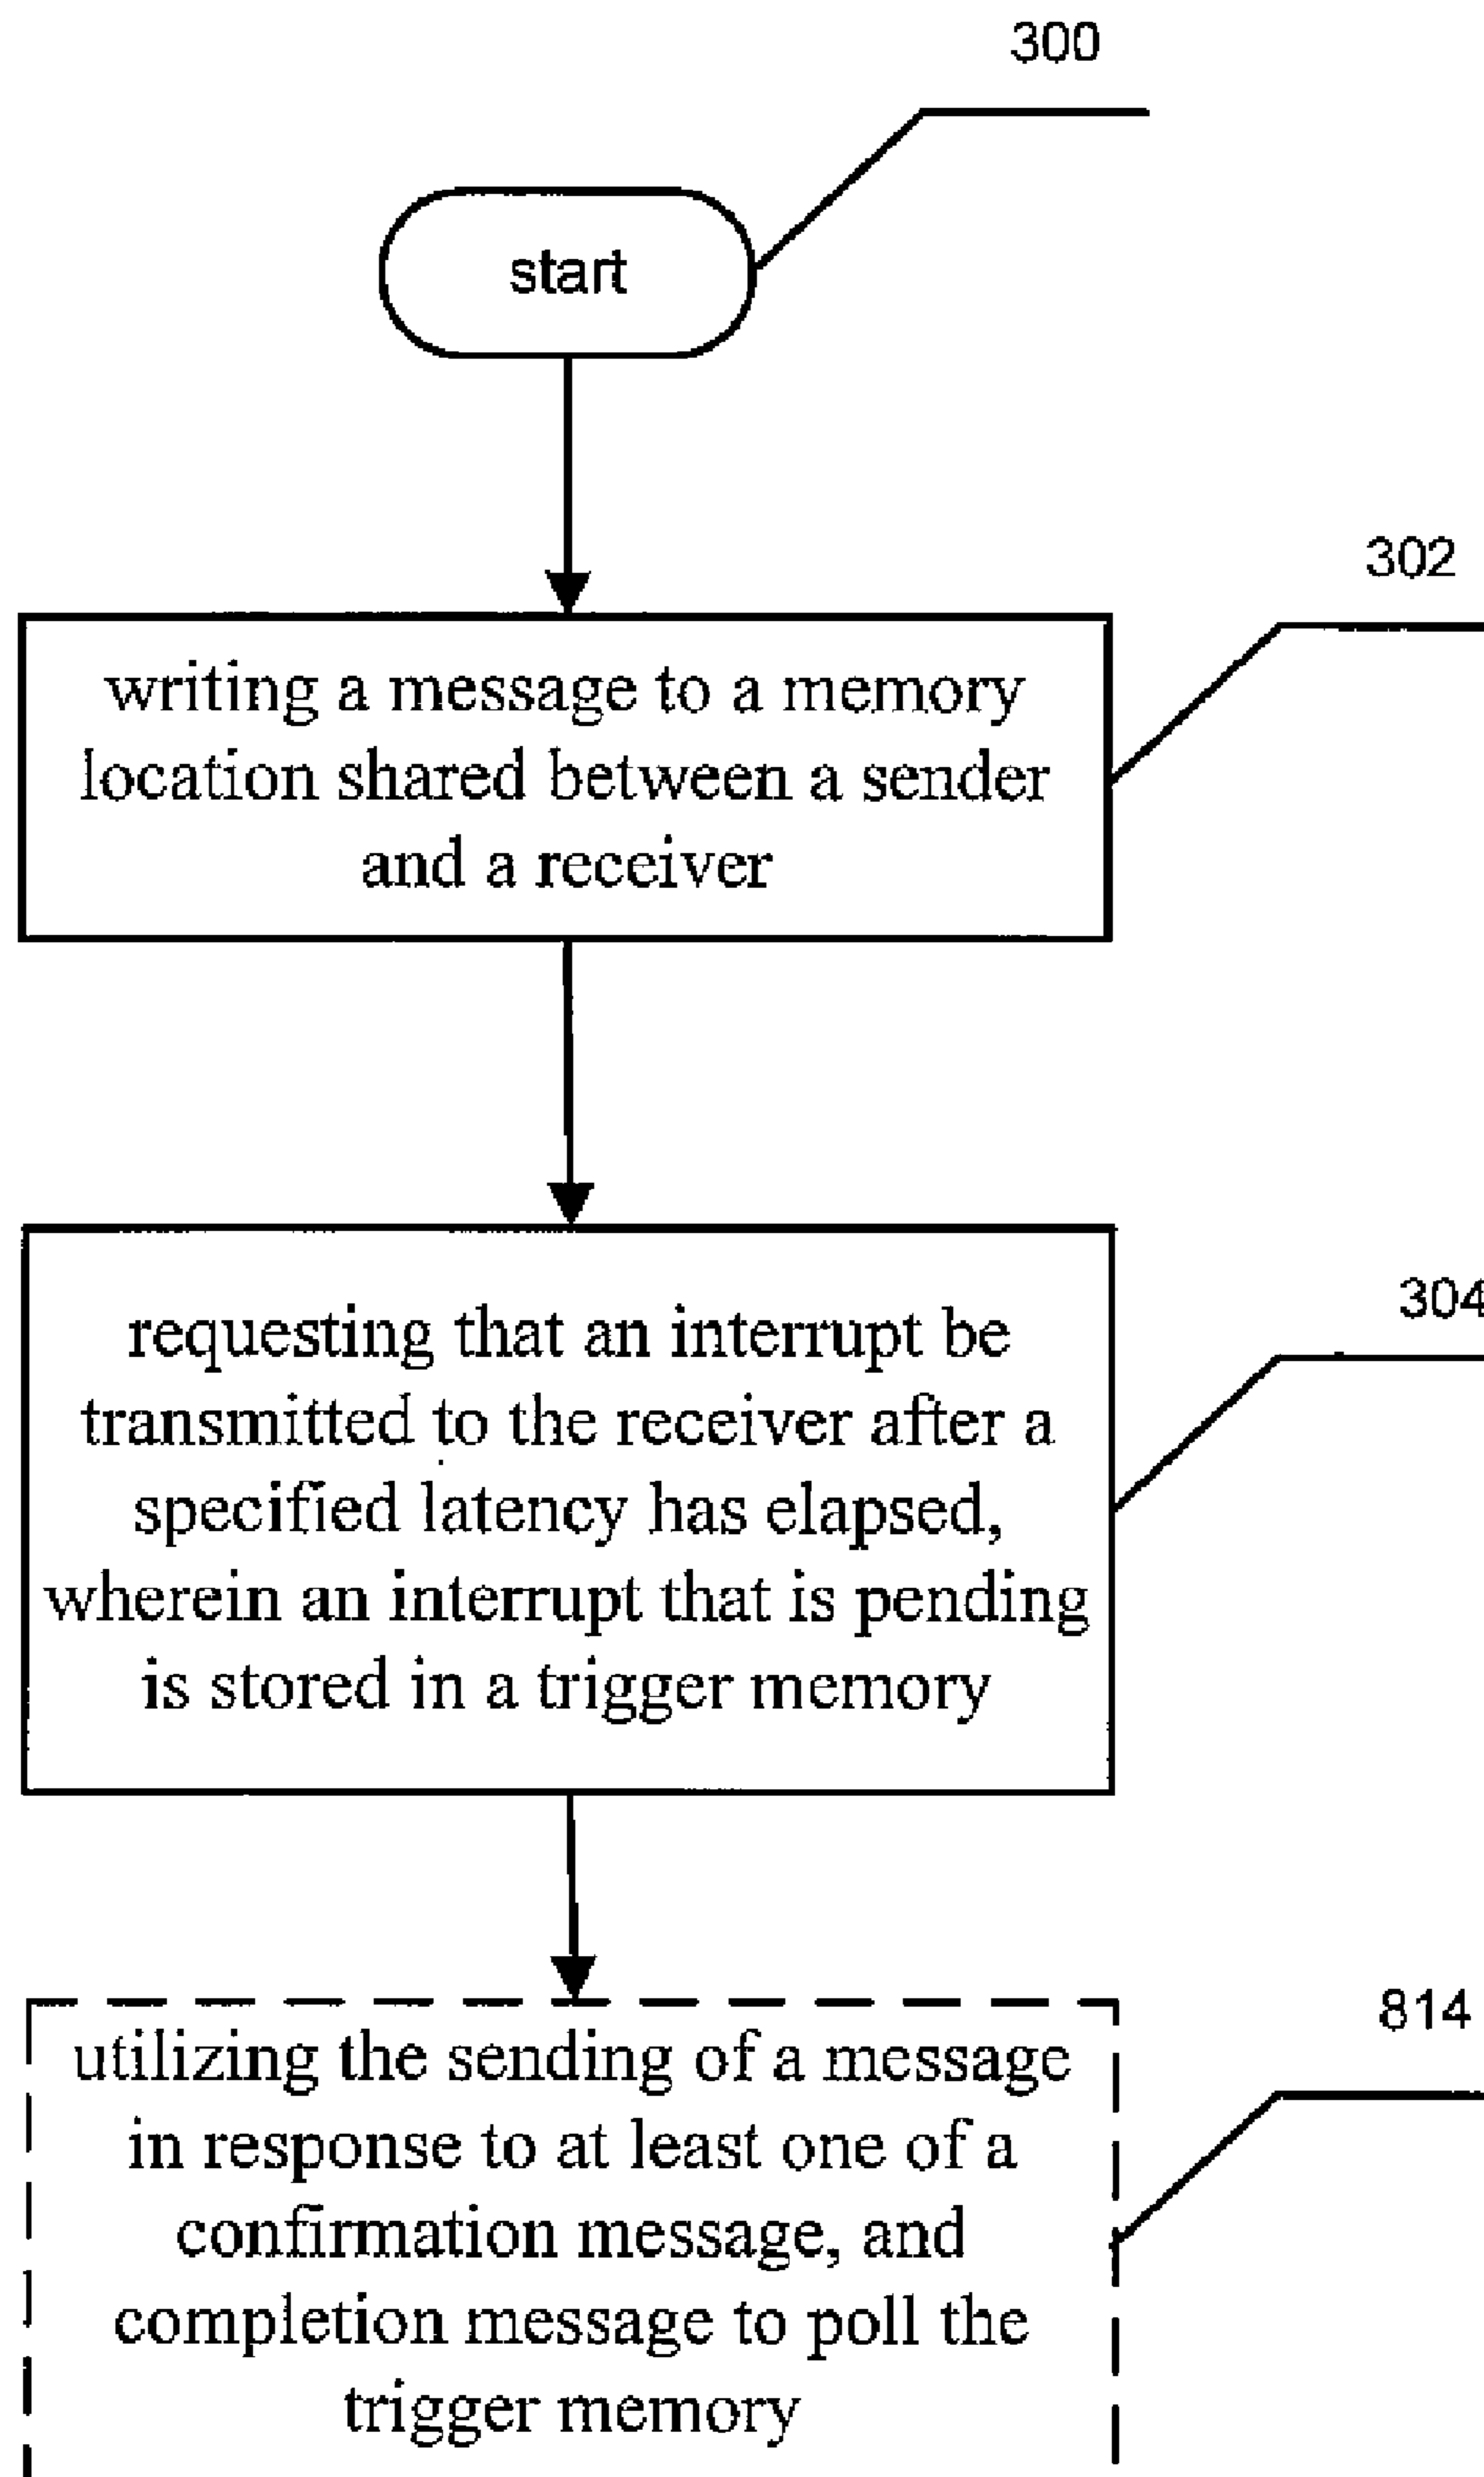 300
start
302
writing a message to a memory
location shared between a sender
and a receiver
304
requesting that an interrupt be
transmitted to the receiver after a
specified latency has elapsed,
wherein an interrupt that is pending
is stored in a trigger memory
814
utilizing the sending of a message
in response to at least one of a
confirmation message, and
completion message to poll the
trigger memory